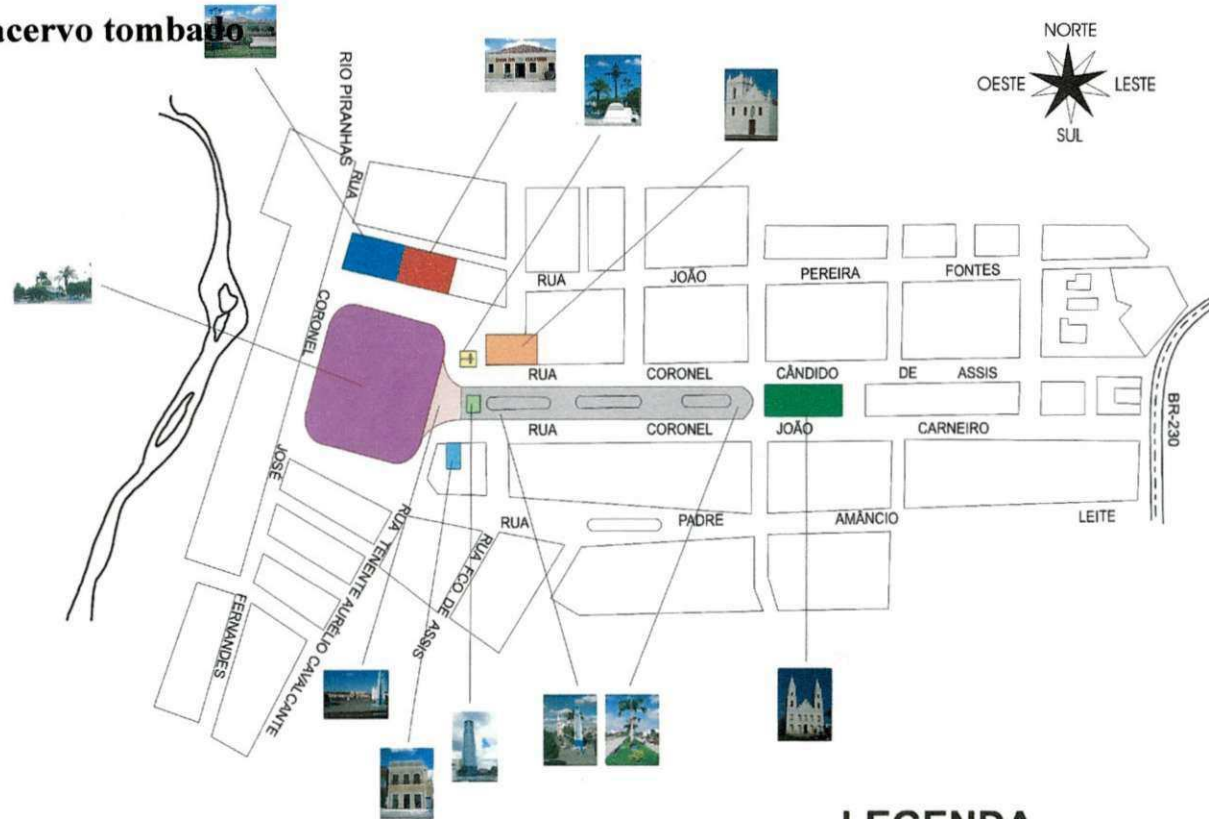 acervo tombado
NORTE
OESTE LESTE
SUL
RIO PIRANHAS
RUA
CORONEL
JOSÉ
FERNANDES
RUA JOÃO PEREIRA FONTES
RUA CORONEL CÂNDIDO DE ASSIS
RUA CORONEL JOÃO CARNEIRO
RUA PADRE AMÂNCIO LEITE
BR-230
RUA TENENTE AURÉLIO CAVALCANTE
RUA FCO. DE ASSIS
LEGENDA